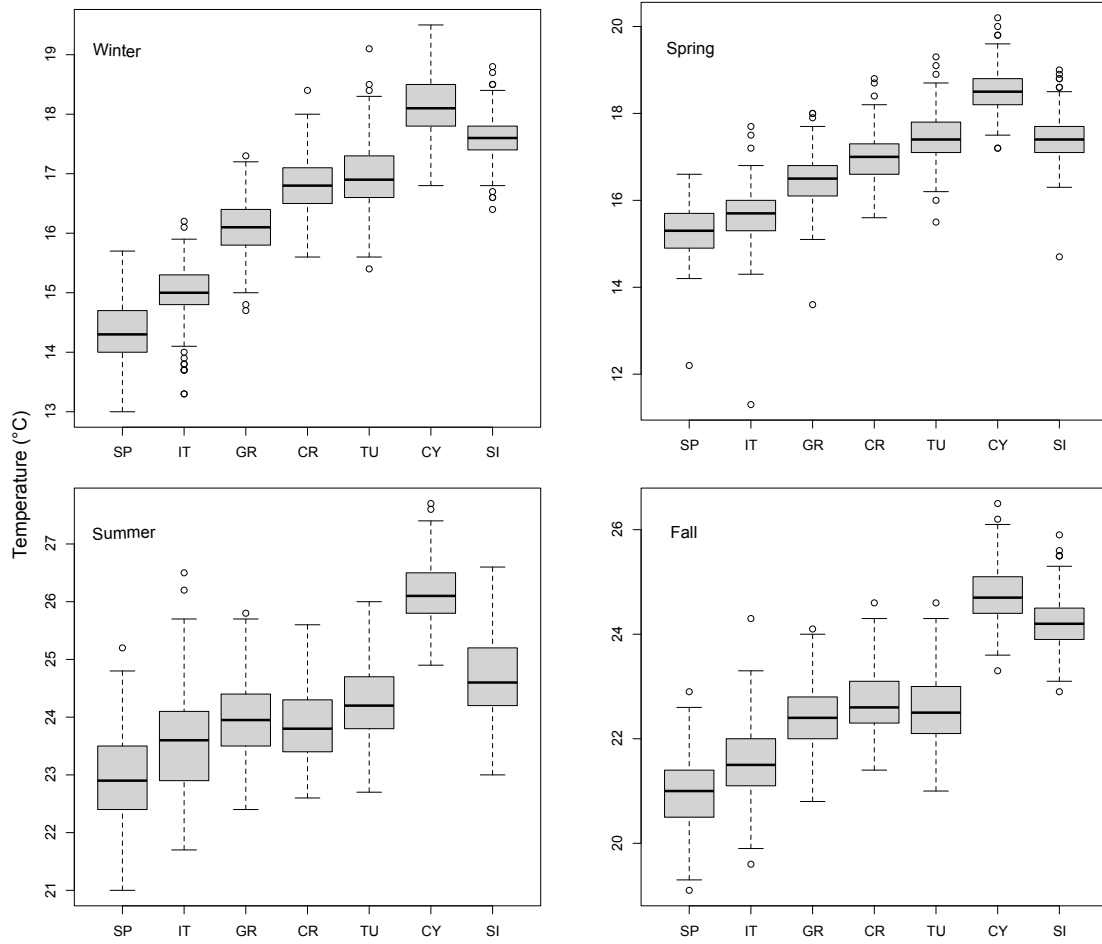 Temperature (°C)
Winter
19
18
17
16
15
14
13
SP IT GR CR TU CY SI
Spring
20
18
16
14
12
SP IT GR CR TU CY SI
Summer
27
26
25
24
23
22
21
SP IT GR CR TU CY SI
Fall
26
24
22
20
SP IT GR CR TU CY SI